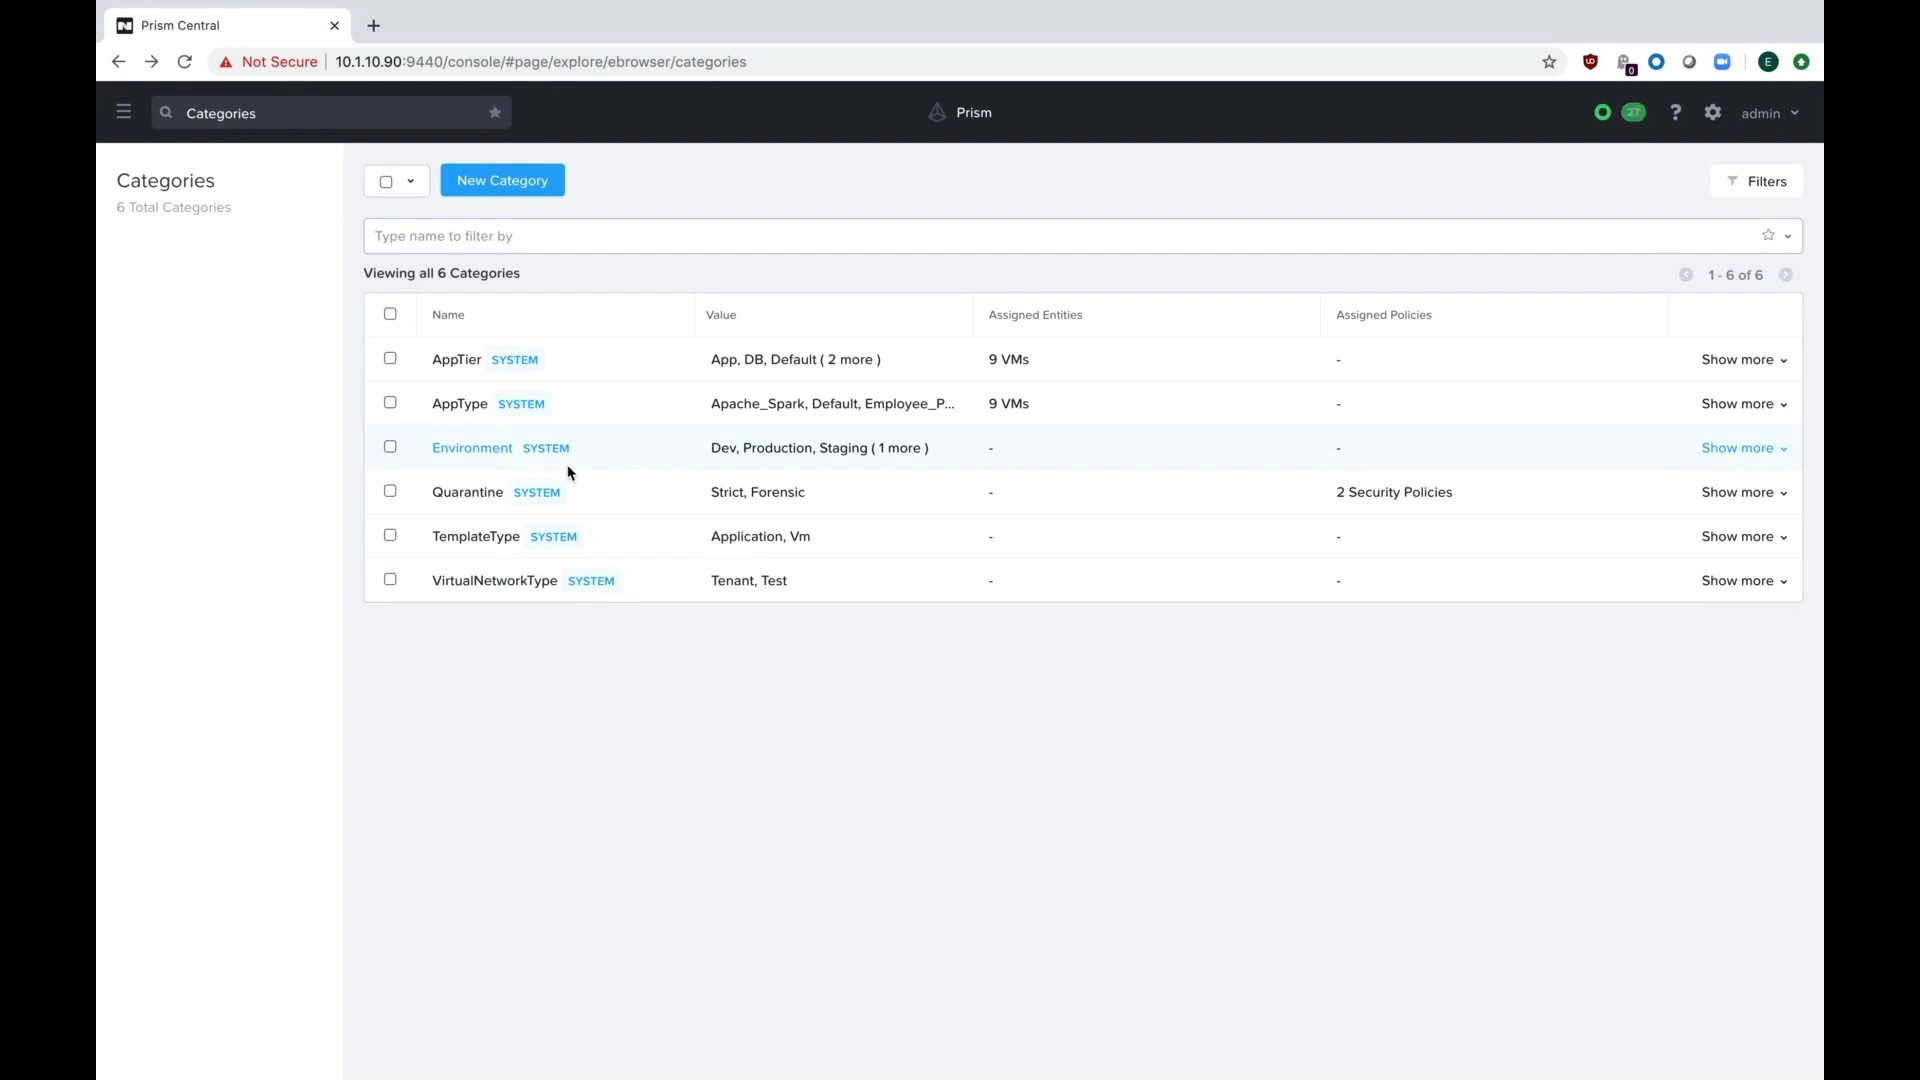 Prism Central
Not Secure 10.1.10.90:9440/console/#page/explore/ebrowser/categories
0
E
Categories
Prism
27
?
admin
Categories
6 Total Categories
New Category
Filters
Type name to filter by
Viewing all 6 Categories
1 - 6 of 6
Name Value Assigned Entities Assigned Policies
AppTier SYSTEM App, DB, Default ( 2 more ) 9 VMs - Show more
AppType SYSTEM Apache_Spark, Default, Employee_P... 9 VMs - Show more
Environment SYSTEM Dev, Production, Staging ( 1 more ) - - Show more
Quarantine SYSTEM Strict, Forensic - 2 Security Policies Show more
TemplateType SYSTEM Application, Vm - - Show more
VirtualNetworkType SYSTEM Tenant, Test - - Show more